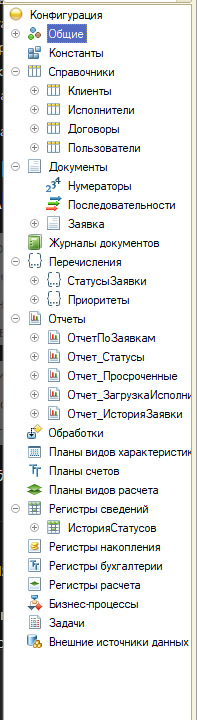 Конфигурация
Общие
Константы
Справочники
Клиенты
Исполнители
Договоры
Пользователи
Документы
Нумераторы
Последовательности
Заявка
Журналы документов
Перечисления
СтатусыЗаявки
Приоритеты
Отчеты
ОтчетПоЗаявкам
Отчет_Статусы
Отчет_Просроченные
Отчет_ЗагрузкаИсполни
Отчет_ИсторияЗаявки
Обработки
Планы видов характеристик
Планы счетов
Планы видов расчета
Регистры сведений
ИсторияСтатусов
Регистры накопления
Регистры бухгалтерии
Регистры расчета
Бизнес-процессы
Задачи
Внешние источники данных